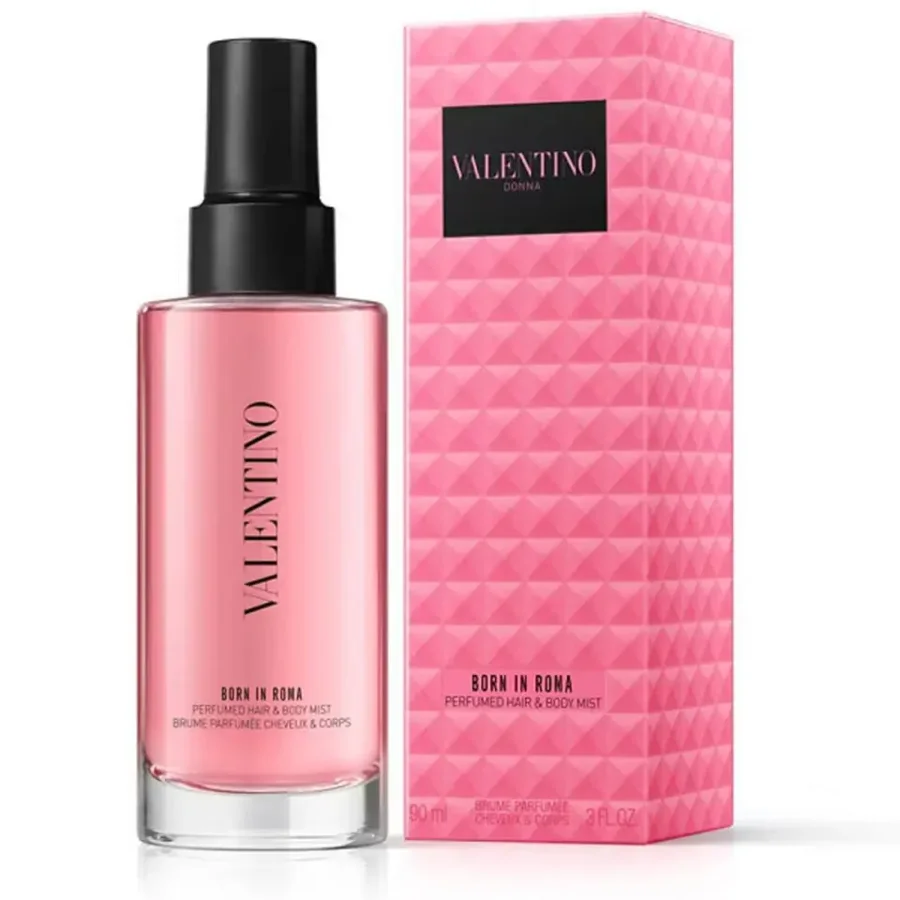 VALENTINO
BORN IN ROMA
PERFUMED HAIR & BODY MIST
BRUME PARFUMÉE CHEVEUX & CORPS
VALENTINO
DONNA
BORN IN ROMA
PERFUMED HAIR & BODY MIST
90 ml
BRUME PARFUMÉE
CHEVEUX & CORPS
3 FL.OZ